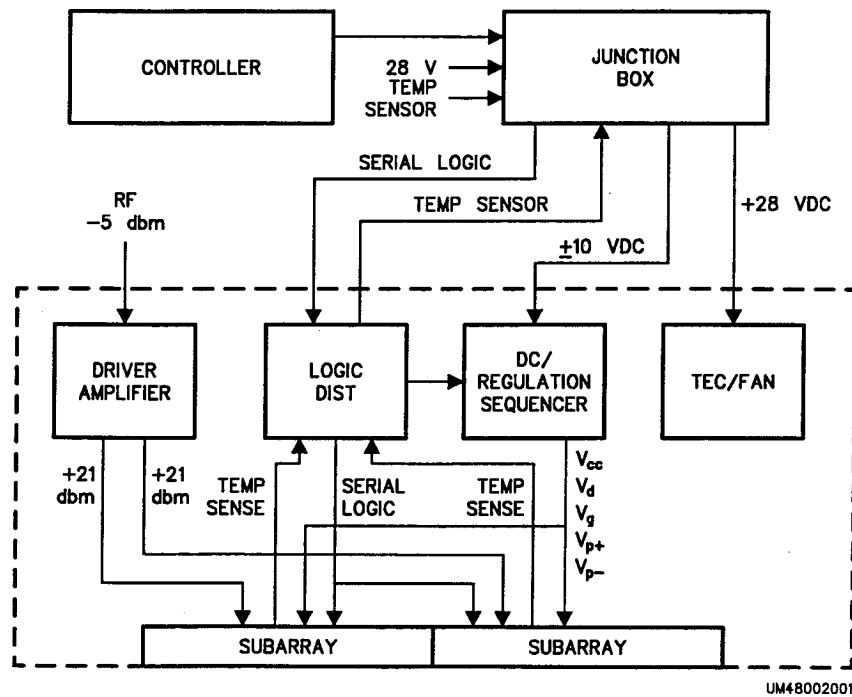 CONTROLLER
28 V
TEMP
SENSOR
JUNCTION
BOX
SERIAL LOGIC
TEMP SENSOR
RF
-5 dbm
±10 VDC
+28 VDC
DRIVER
AMPLIFIER
LOGIC
DIST
DC/
REGULATION
SEQUENCER
TEC/FAN
+21
dbm
+21
dbm
TEMP
SENSE
SERIAL
LOGIC
TEMP
SENSE
Vcc
Vd
Vg
Vp+
Vp-
SUBARRAY
SUBARRAY
UM48002001